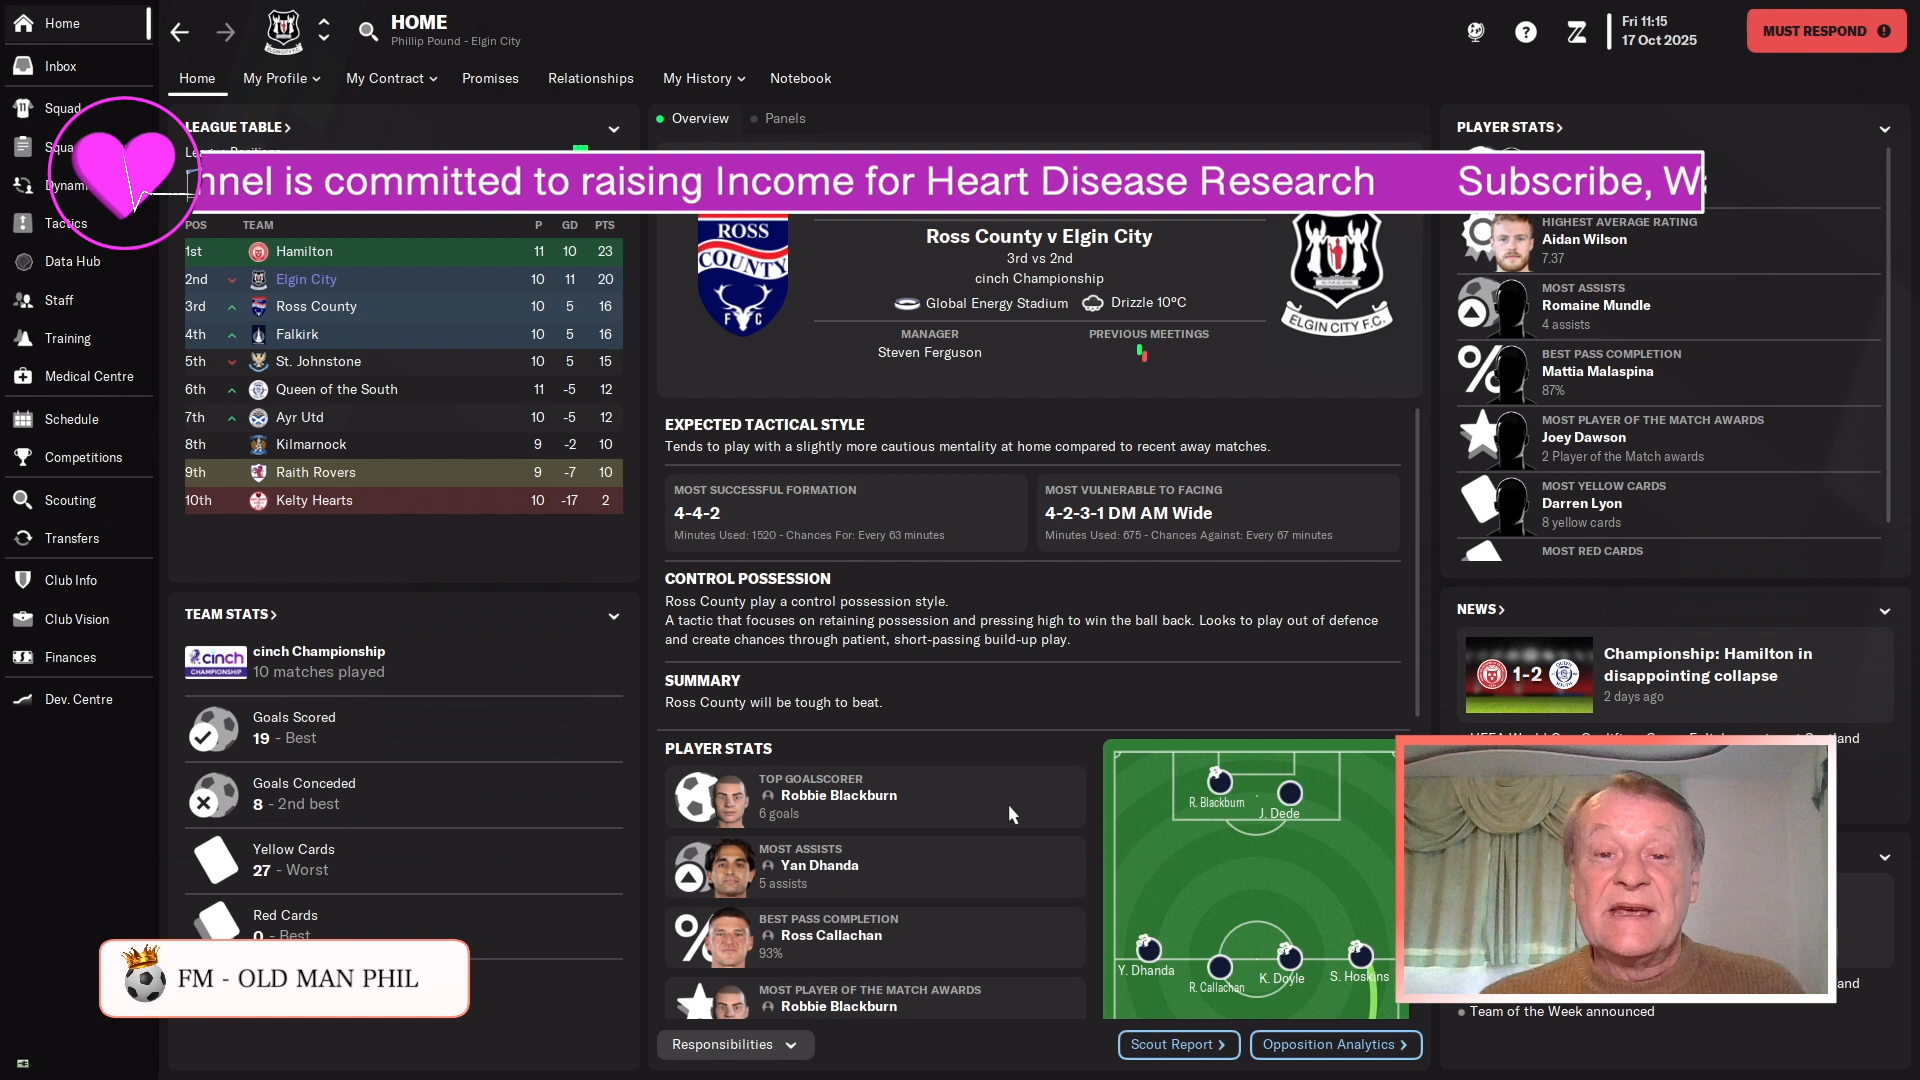 Home
Inbox
Squad
Squa
Dynam
Tactics
Data Hub
Staff
Training
Medical Centre
Schedule
Competitions
Scouting
Transfers
Club Info
Club Vision
Finances
Dev. Centre
HOME
Phillip Pound - Elgin City
Fri 11:15
17 Oct 2025
MUST RESPOND
Home
My Profile
My Contract
Promises
Relationships
My History
Notebook
nnel is committed to raising Income for Heart Disease Research Subscribe, W
LEAGUE TABLE
POS TEAM P GD PTS
1st Hamilton 11 10 23
2nd Elgin City 10 11 20
3rd Ross County 10 5 16
4th Falkirk 10 5 16
5th St. Johnstone 10 5 15
6th Queen of the South 11 -5 12
7th Ayr Utd 10 -5 12
8th Kilmarnock 9 -2 10
9th Raith Rovers 9 -7 10
10th Kelty Hearts 10 -17 2
TEAM STATS
cinch
CHAMPIONSHIP
cinch Championship
10 matches played
Goals Scored
19 - Best
Goals Conceded
8 - 2nd best
Yellow Cards
27 - Worst
Red Cards
0 - Best
FM - OLD MAN PHIL
Overview
Panels
ROSS
COUNTY
F C
Ross County v Elgin City
3rd vs 2nd
cinch Championship
Global Energy Stadium Drizzle 10°C
MANAGER
Steven Ferguson
PREVIOUS MEETINGS
ELGIN CITY F.C.
EXPECTED TACTICAL STYLE
Tends to play with a slightly more cautious mentality at home compared to recent away matches.
MOST SUCCESSFUL FORMATION
4-4-2
Minutes Used: 1520 - Chances For: Every 63 minutes
MOST VULNERABLE TO FACING
4-2-3-1 DM AM Wide
Minutes Used: 675 - Chances Against: Every 67 minutes
CONTROL POSSESSION
Ross County play a control possession style.
A tactic that focuses on retaining possession and pressing high to win the ball back. Looks to play out of defence
and create chances through patient, short-passing build-up play.
SUMMARY
Ross County will be tough to beat.
PLAYER STATS
TOP GOALSCORER
Robbie Blackburn
6 goals
MOST ASSISTS
Yan Dhanda
5 assists
BEST PASS COMPLETION
Ross Callachan
93%
MOST PLAYER OF THE MATCH AWARDS
Robbie Blackburn
R. Blackburn
J. Dede
Y. Dhanda
R. Callachan
K. Doyle
S. Hoskins
Responsibilities
Scout Report
Opposition Analytics
PLAYER STATS
HIGHEST AVERAGE RATING
Aidan Wilson
7.37
MOST ASSISTS
Romaine Mundle
4 assists
BEST PASS COMPLETION
Mattia Malaspina
87%
MOST PLAYER OF THE MATCH AWARDS
Joey Dawson
2 Player of the Match awards
MOST YELLOW CARDS
Darren Lyon
8 yellow cards
MOST RED CARDS
NEWS
1-2
Championship: Hamilton in
disappointing collapse
2 days ago
Team of the Week announced